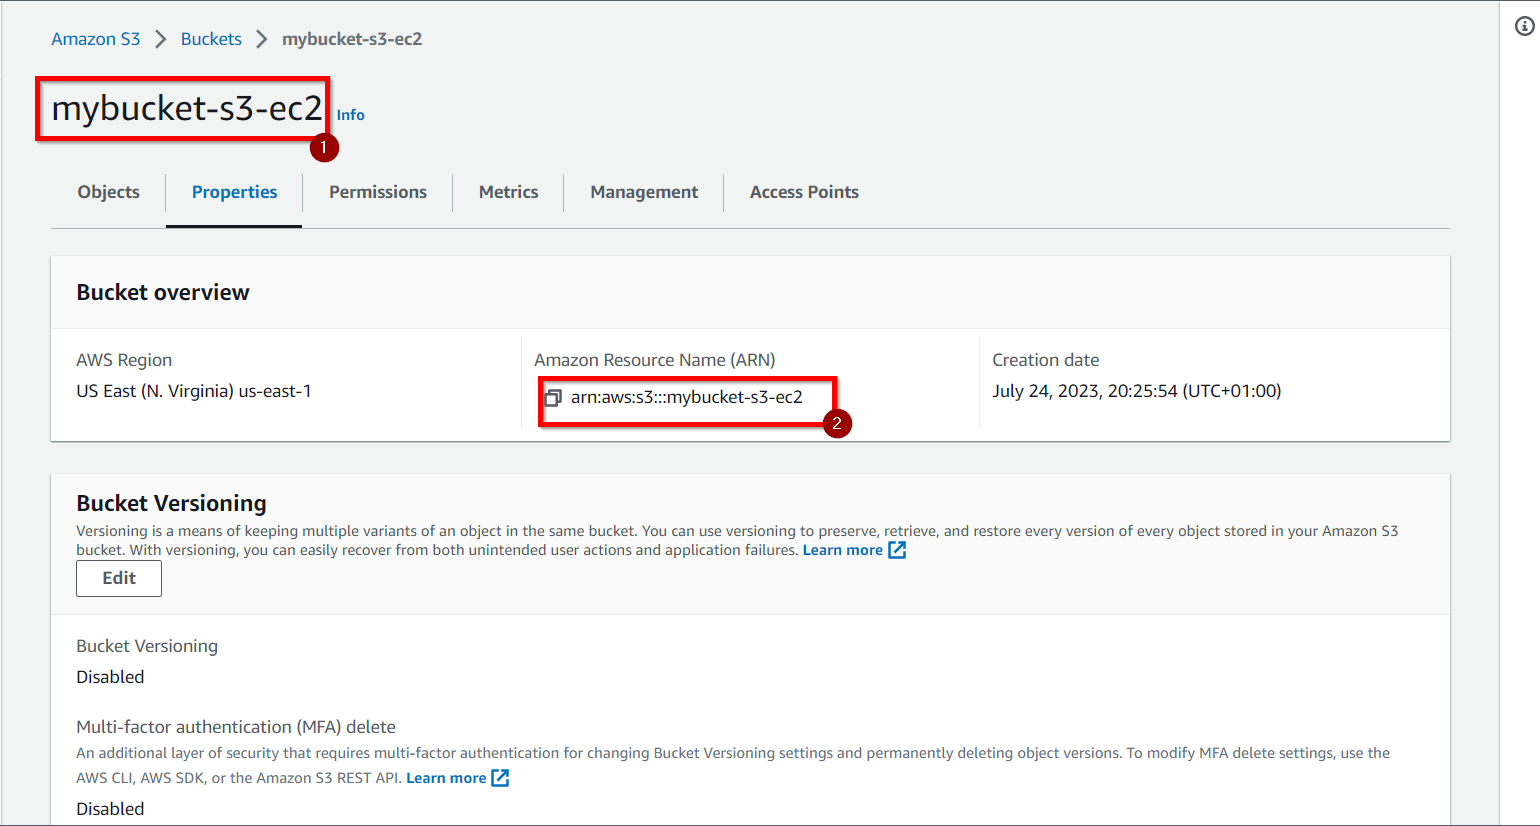 Amazon S3 > Buckets > mybucket-s3-ec2
mybucket-s3-ec2 Info
1
Objects Properties Permissions Metrics Management Access Points
Bucket overview
AWS Region
US East (N. Virginia) us-east-1
Amazon Resource Name (ARN)
arn:aws:s3:::mybucket-s3-ec2
2
Creation date
July 24, 2023, 20:25:54 (UTC+01:00)
Bucket Versioning
Versioning is a means of keeping multiple variants of an object in the same bucket. You can use versioning to preserve, retrieve, and restore every version of every object stored in your Amazon S3
bucket. With versioning, you can easily recover from both unintended user actions and application failures. Learn more
Edit
Bucket Versioning
Disabled
Multi-factor authentication (MFA) delete
An additional layer of security that requires multi-factor authentication for changing Bucket Versioning settings and permanently deleting object versions. To modify MFA delete settings, use the
AWS CLI, AWS SDK, or the Amazon S3 REST API. Learn more
Disabled